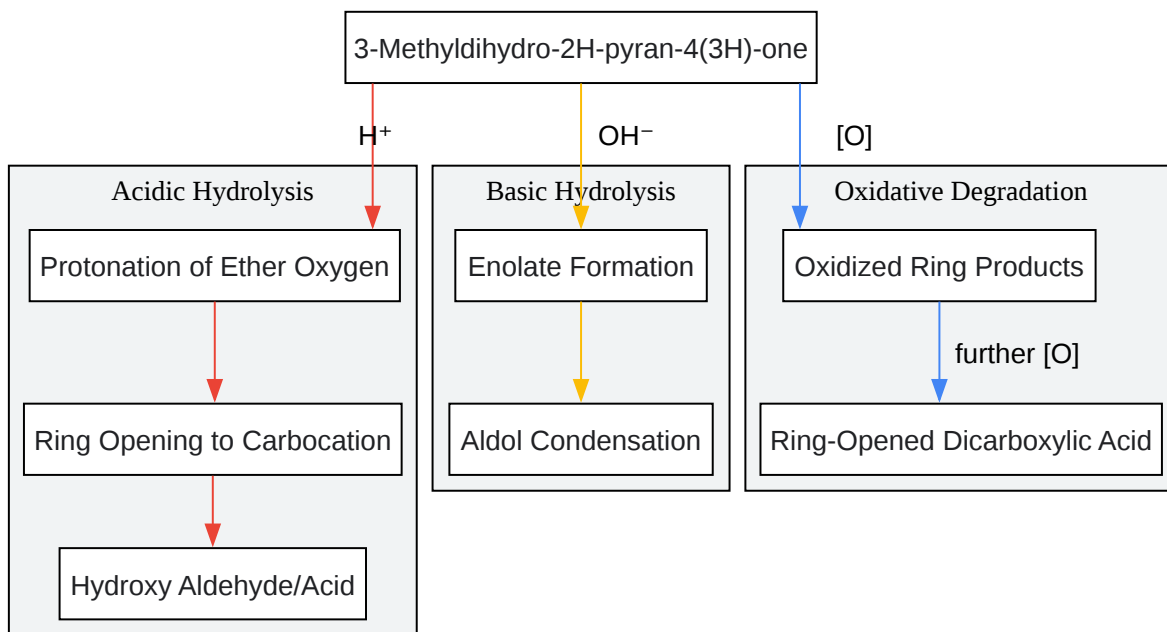 3-Methyldihydro-2H-pyran-4(3H)-one
H⁺
OH⁻
[O]
Acidic Hydrolysis
Basic Hydrolysis
Oxidative Degradation
Protonation of Ether Oxygen
Enolate Formation
Oxidized Ring Products
further [O]
Ring Opening to Carbocation
Aldol Condensation
Ring-Opened Dicarboxylic Acid
Hydroxy Aldehyde/Acid